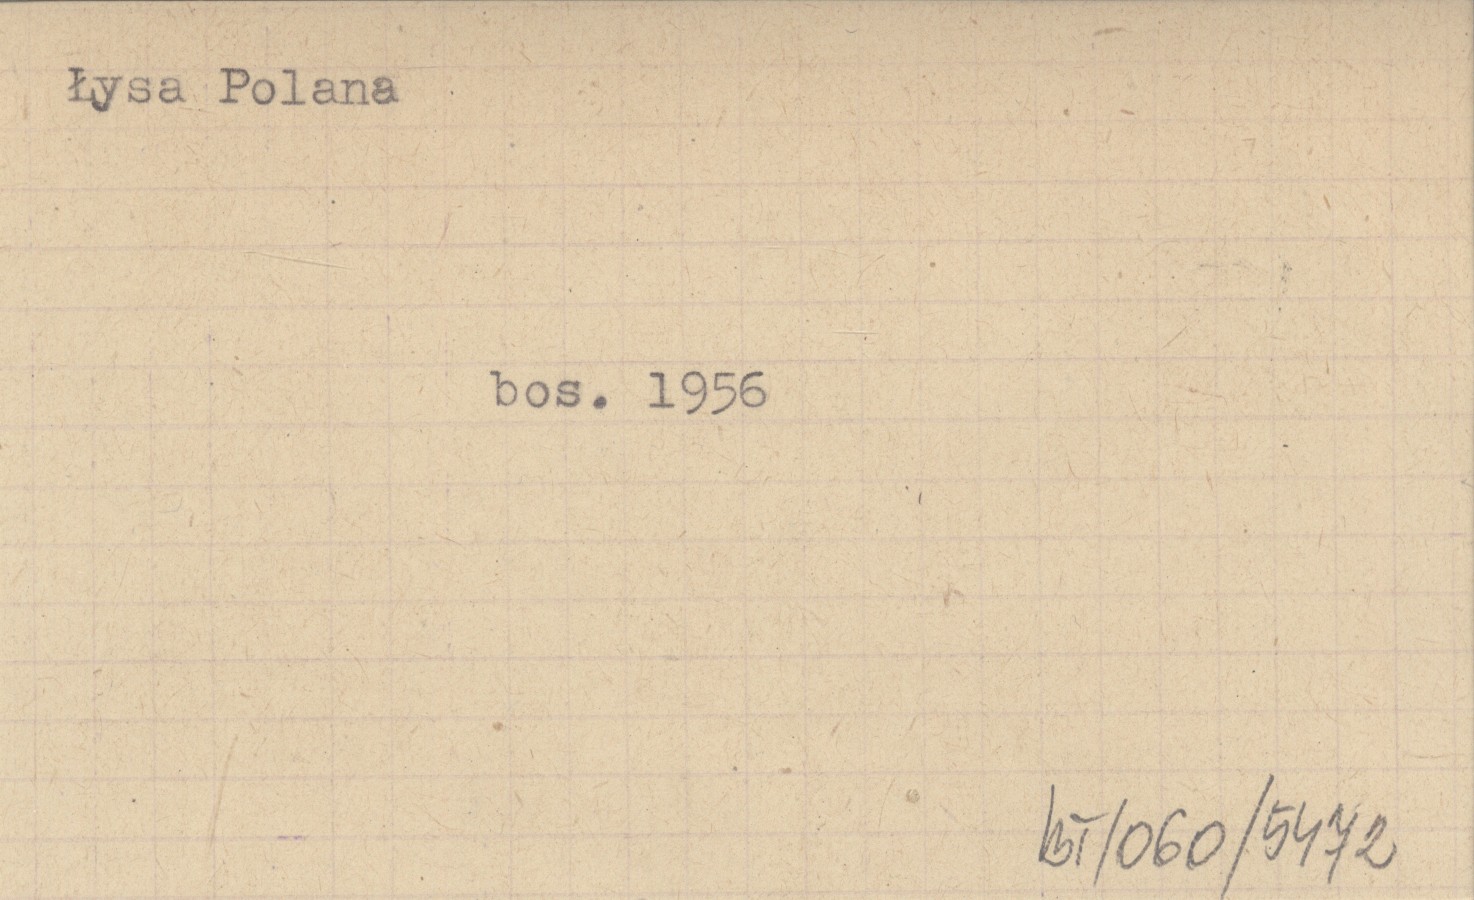 Łysa Polana
bos. 1956
BT/060/5472